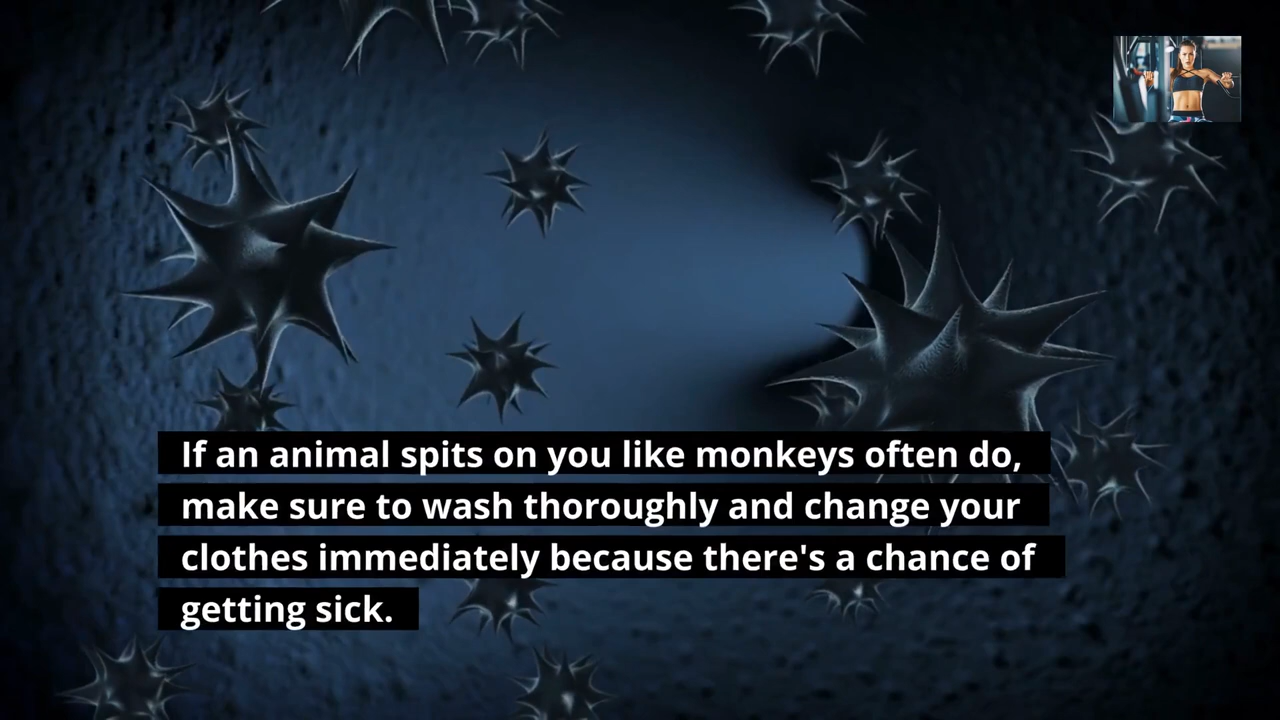 If an animal spits on you like monkeys often do,
make sure to wash thoroughly and change your
clothes immediately because there's a chance of
getting sick.